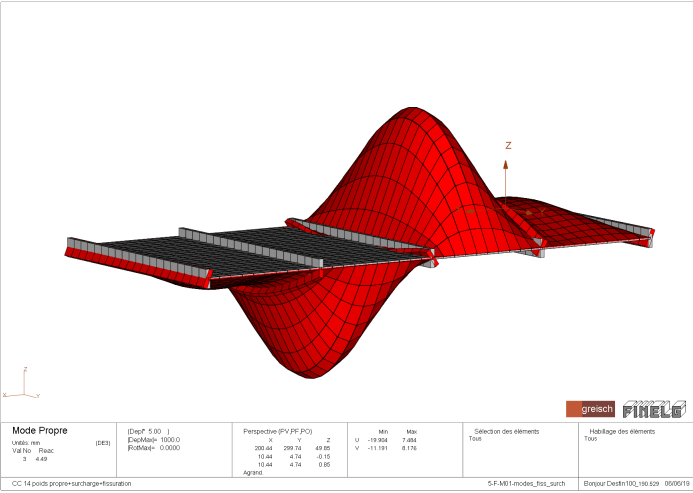 Z
Z
X
Y
greisch FINELG
Mode Propre
Unités: mm (DE3)
Val No Reac
3 4.49
(Depl* 5.00 )
|DepMax|= 1000.0
|RotMax|= 0.0000
Perspective (PV,PF,PO)
X Y Z
200.44 299.74 49.85
10.44 4.74 -0.15
10.44 4.74 0.85
Agrand.
Min Max
U -19.904 7.484
V -11.191 8.176
Sélection des éléments
Tous
Habillage des éléments
Tous
CC 14 poids propre+surcharge+fissuration
5-F-M01-modes_fiss_surch
Bonjour Desfin100_190.829 06/06/19